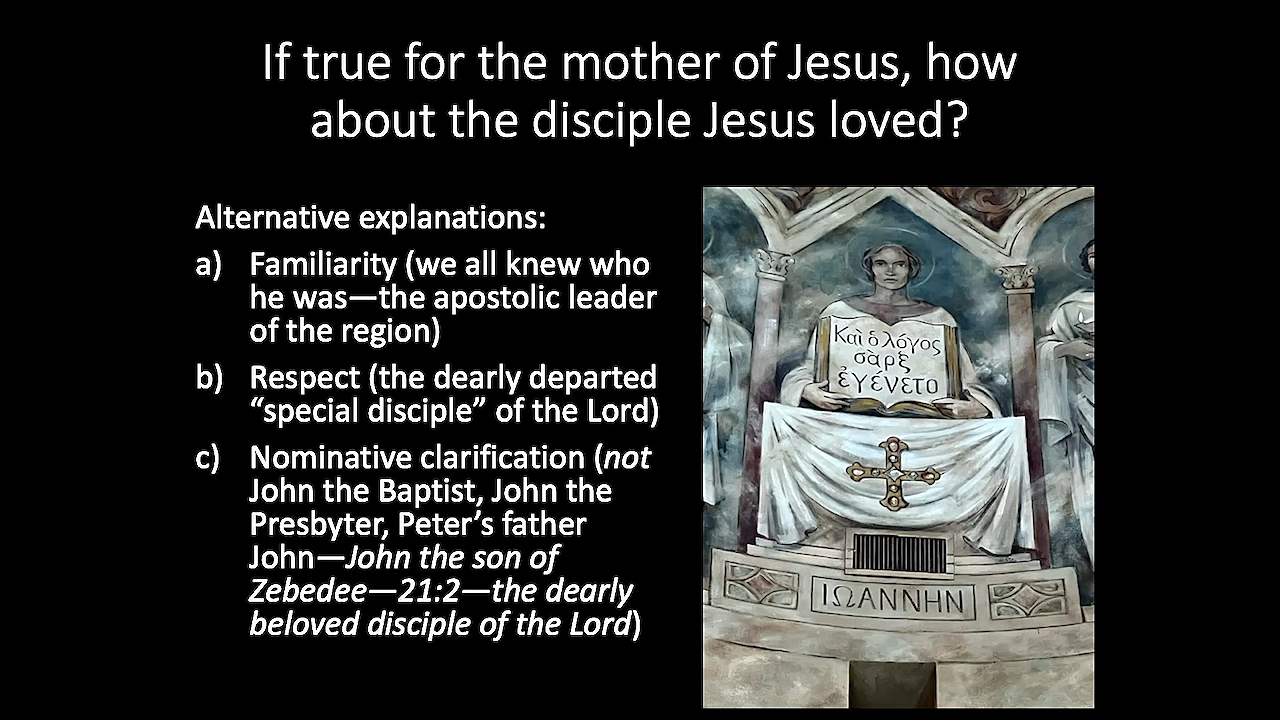 If true for the mother of Jesus, how
about the disciple Jesus loved?
Alternative explanations:
a) Familiarity (we all knew who
he was—the apostolic leader
of the region)
b) Respect (the dearly departed
“special disciple” of the Lord)
c) Nominative clarification (not
John the Baptist, John the
Presbyter, Peter’s father
John—John the son of
Zebedee—21:2—the dearly
beloved disciple of the Lord)
Καὶ ὁ λόγος
σὰρξ
ἐγένετο
ΙΩΑΝΝΗΝ